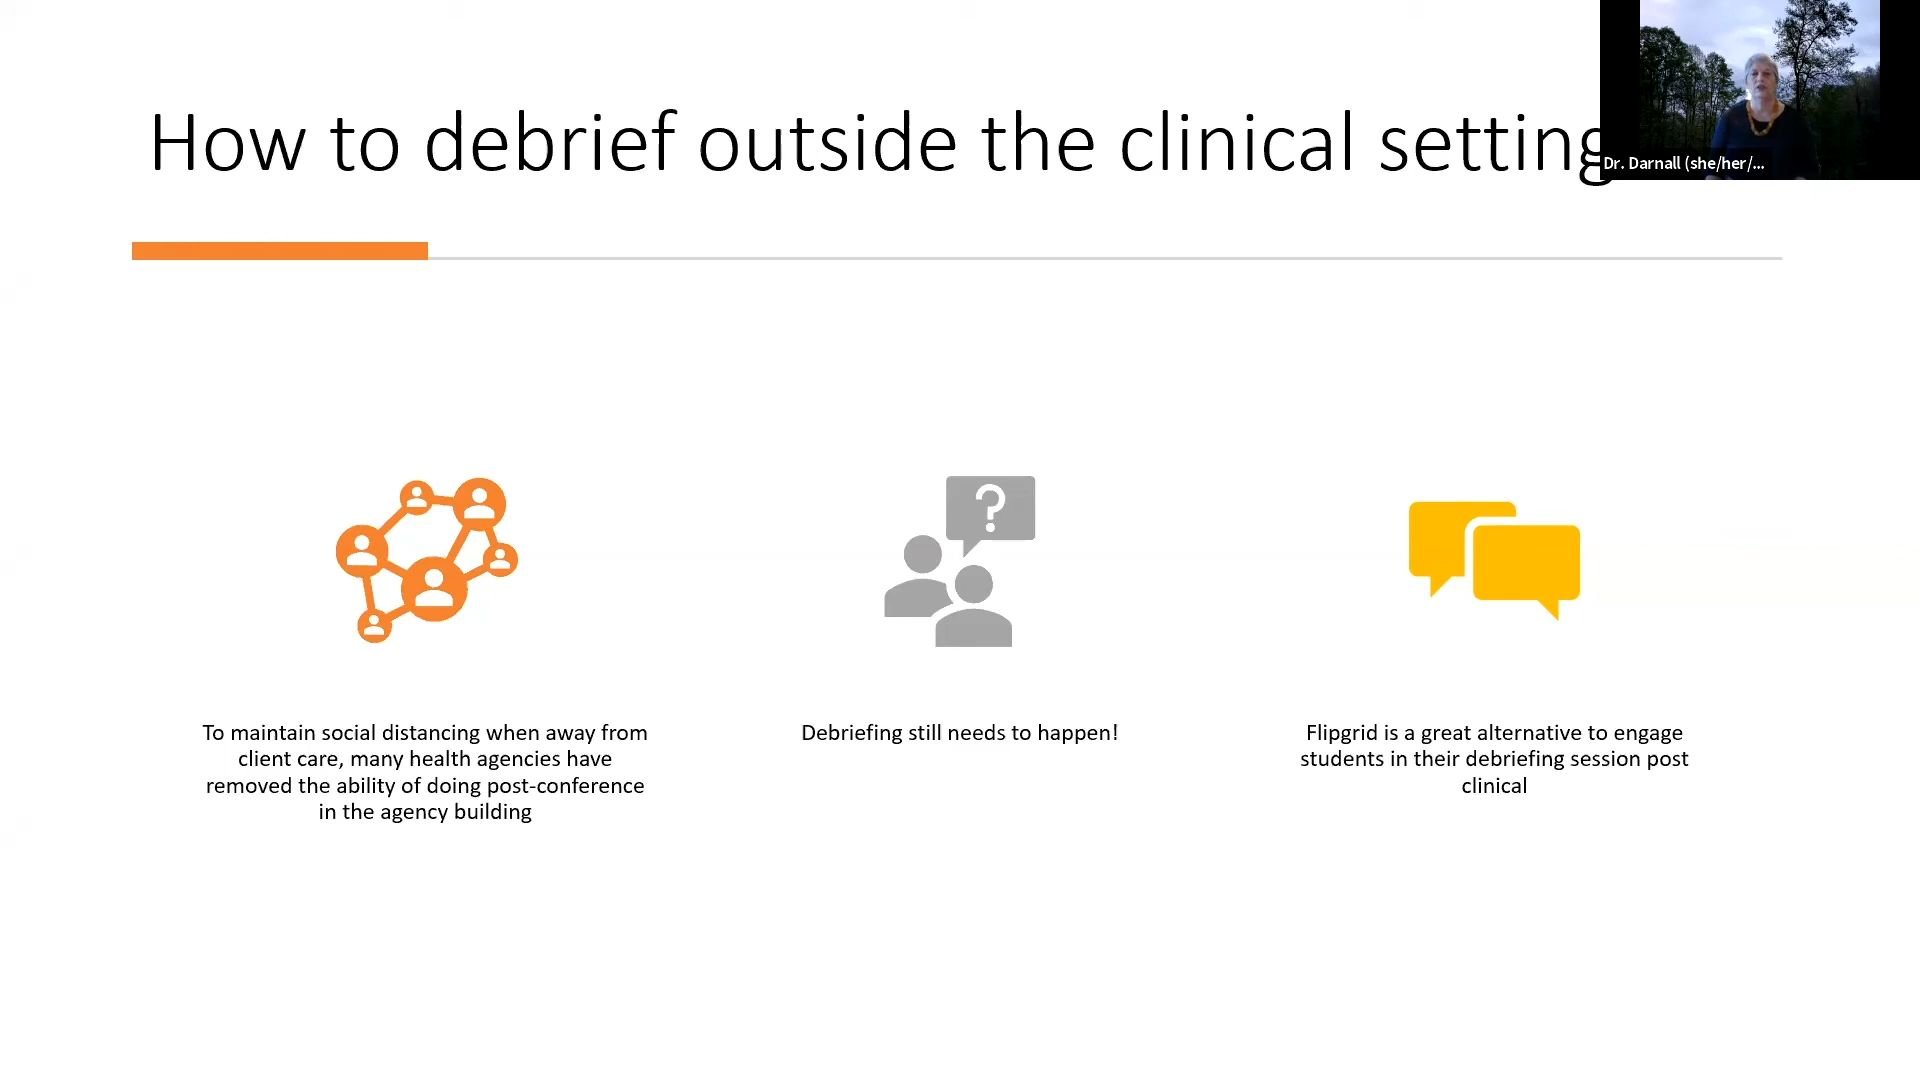 How to debrief outside the clinical setting
Dr. Darnall (she/her/...
?
To maintain social distancing when away from
client care, many health agencies have
removed the ability of doing post-conference
in the agency building
Debriefing still needs to happen!
Flipgrid is a great alternative to engage
students in their debriefing session post
clinical